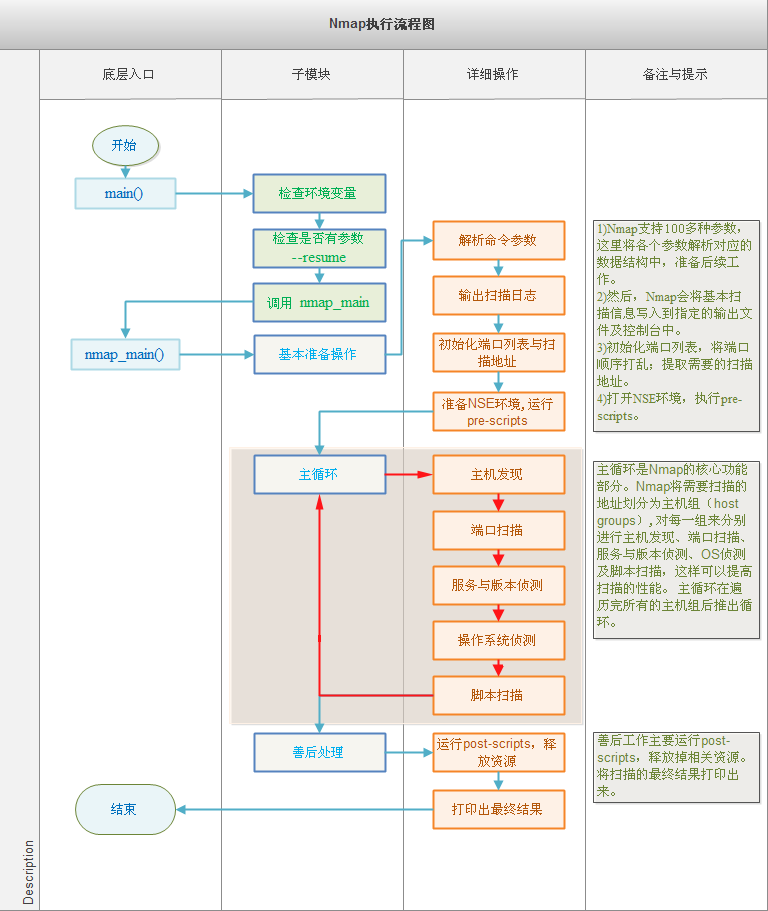 Nmap执行流程图
底层入口
子模块
详细操作
备注与提示
开始
main()
检查环境变量
检查是否有参数
--resume
调用 nmap_main
nmap_main()
基本准备操作
解析命令参数
输出扫描日志
初始化端口列表与扫
描地址
准备NSE环境,运行
pre-scripts
1)Nmap支持100多种参数，
这里将各个参数解析对应的
数据结构中，准备后续工
作。
2)然后，Nmap会将基本扫
描信息写入到指定的输出文
件及控制台中。
3)初始化端口列表，将端口
顺序打乱；提取需要的扫描
地址。
4)打开NSE环境，执行pre-
scripts。
主循环
主机发现
端口扫描
服务与版本侦测
操作系统侦测
脚本扫描
主循环是Nmap的核心功能
部分。Nmap将需要扫描的
地址划分为主机组（host
groups）,对每一组来分别
进行主机发现、端口扫描、
服务与版本侦测、OS侦测
及脚本扫描，这样可以提高
扫描的性能。 主循环在遍
历完所有的主机组后推出循
环。
善后处理
运行post-scripts，释
放资源
打印出最终结果
结束
善后工作主要运行post-
scripts，释放掉相关资源。
将扫描的最终结果打印出
来。
Description